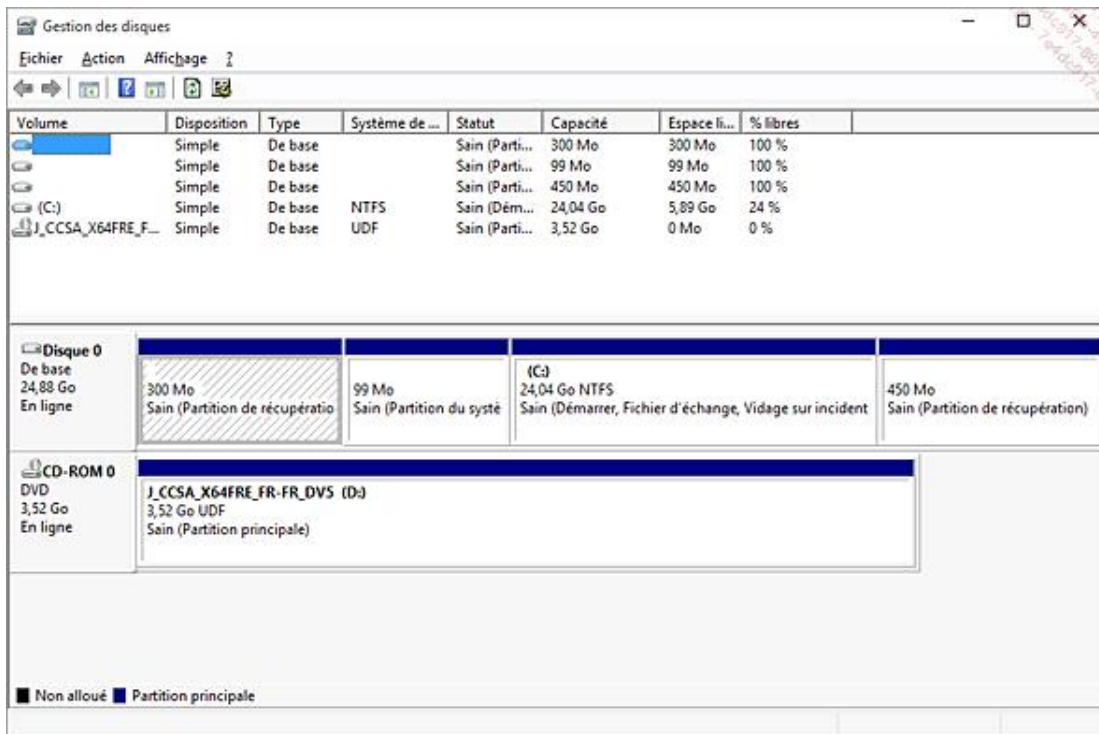 Gestion des disques
Fichier Action Affichage ?
Volume Disposition Type Système de ... Statut Capacité Espace li... % libres
Simple De base Sain (Parti... 300 Mo 300 Mo 100 %
Simple De base Sain (Parti... 99 Mo 99 Mo 100 %
Simple De base Sain (Parti... 450 Mo 450 Mo 100 %
(C:) Simple De base NTFS Sain (Dém... 24,04 Go 5,89 Go 24 %
J_CCSA_X64FRE_F... Simple De base UDF Sain (Parti... 3,52 Go 0 Mo 0 %
Disque 0
De base
24,88 Go
En ligne
300 Mo
Sain (Partition de récupératio
99 Mo
Sain (Partition du systè
(C:)
24,04 Go NTFS
Sain (Démarrer, Fichier d'échange, Vidage sur incident
450 Mo
Sain (Partition de récupération)
CD-ROM 0
DVD
3,52 Go
En ligne
J_CCSA_X64FRE_FR-FR_DV5 (D:)
3,52 Go UDF
Sain (Partition principale)
Non alloué Partition principale